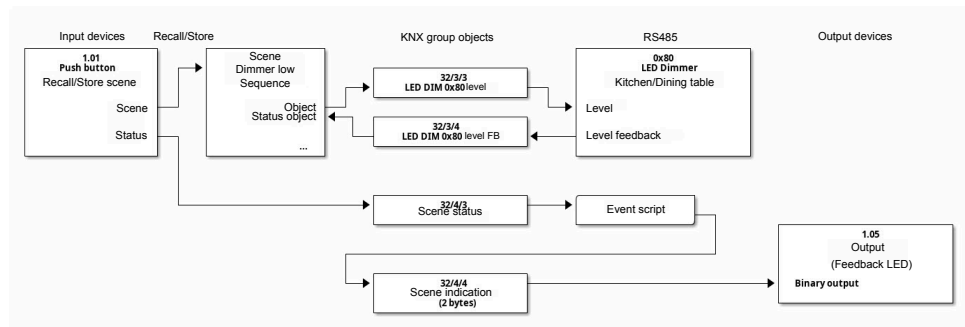 Input devices
Recall/Store
KNX group objects
RS485
Output devices
1.01
Push button
Recall/Store scene
Scene
Status
Scene
Dimmer low
Sequence
Object
Status object
...
32/3/3
LED DIM 0x80 level
32/3/4
LED DIM 0x80 level FB
0x80
LED Dimmer
Kitchen/Dining table
Level
Level feedback
32/4/3
Scene status
Event script
32/4/4
Scene indication
(2 bytes)
1.05
Output
(Feedback LED)
Binary output